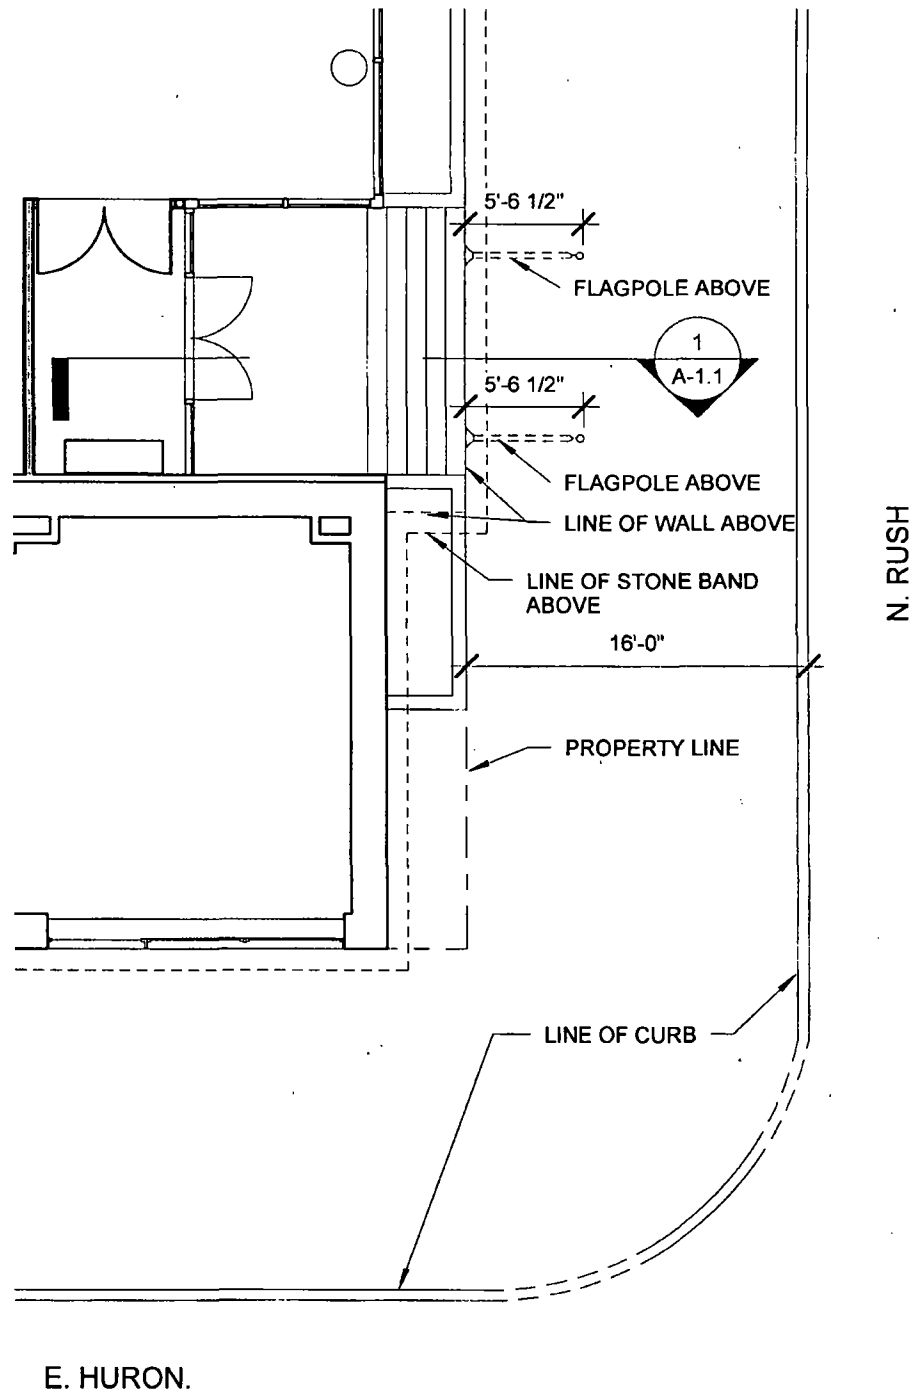 5'-6 1/2"
FLAGPOLE ABOVE
1
A-1.1
5'-6 1/2"
FLAGPOLE ABOVE
LINE OF WALL ABOVE
N. RUSH
LINE OF STONE BAND
ABOVE
16'-0"
PROPERTY LINE
LINE OF CURB
E. HURON.